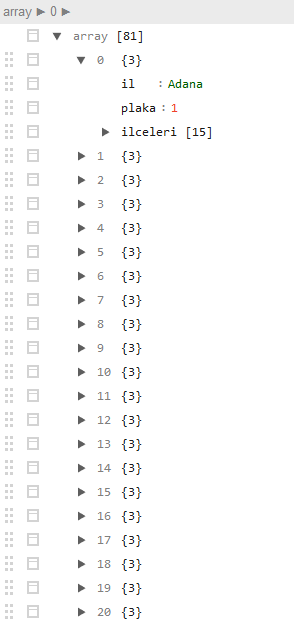 array ▶ 0 ▶
▼ array [81]
▼ 0 {3}
il : Adana
plaka : 1
▶ ilceleri [15]
▶ 1 {3}
▶ 2 {3}
▶ 3 {3}
▶ 4 {3}
▶ 5 {3}
▶ 6 {3}
▶ 7 {3}
▶ 8 {3}
▶ 9 {3}
▶ 10 {3}
▶ 11 {3}
▶ 12 {3}
▶ 13 {3}
▶ 14 {3}
▶ 15 {3}
▶ 16 {3}
▶ 17 {3}
▶ 18 {3}
▶ 19 {3}
▶ 20 {3}